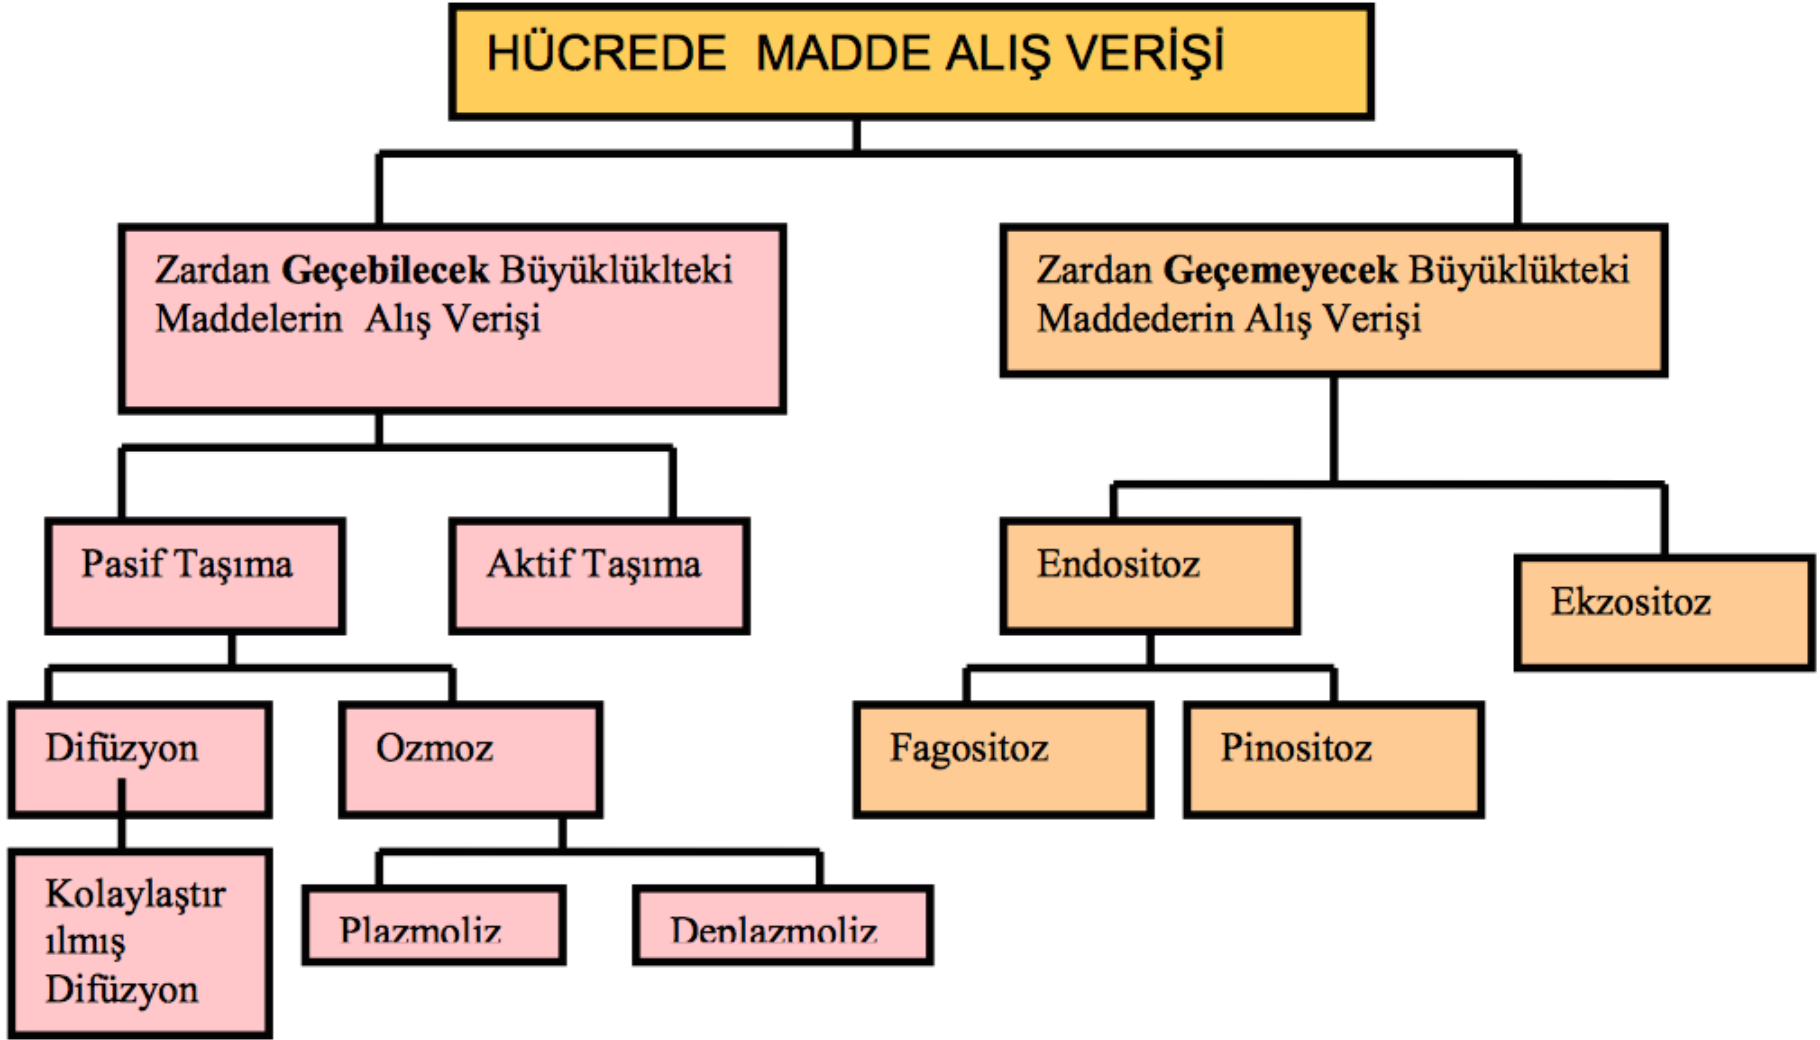 HÜCREDE MADDE ALIŞ VERİŞİ
Zardan Geçebilecek Büyüklüklteki
Maddelerin Alış Verişi
Zardan Geçemeyecek Büyüklükteki
Maddederin Alış Verişi
Pasif Taşıma
Aktif Taşıma
Endositoz
Ekzositoz
Difüzyon
Ozmoz
Fagositoz
Pinositoz
Kolaylaştır
ılmış
Difüzyon
Plazmoliz
Deplazmoliz